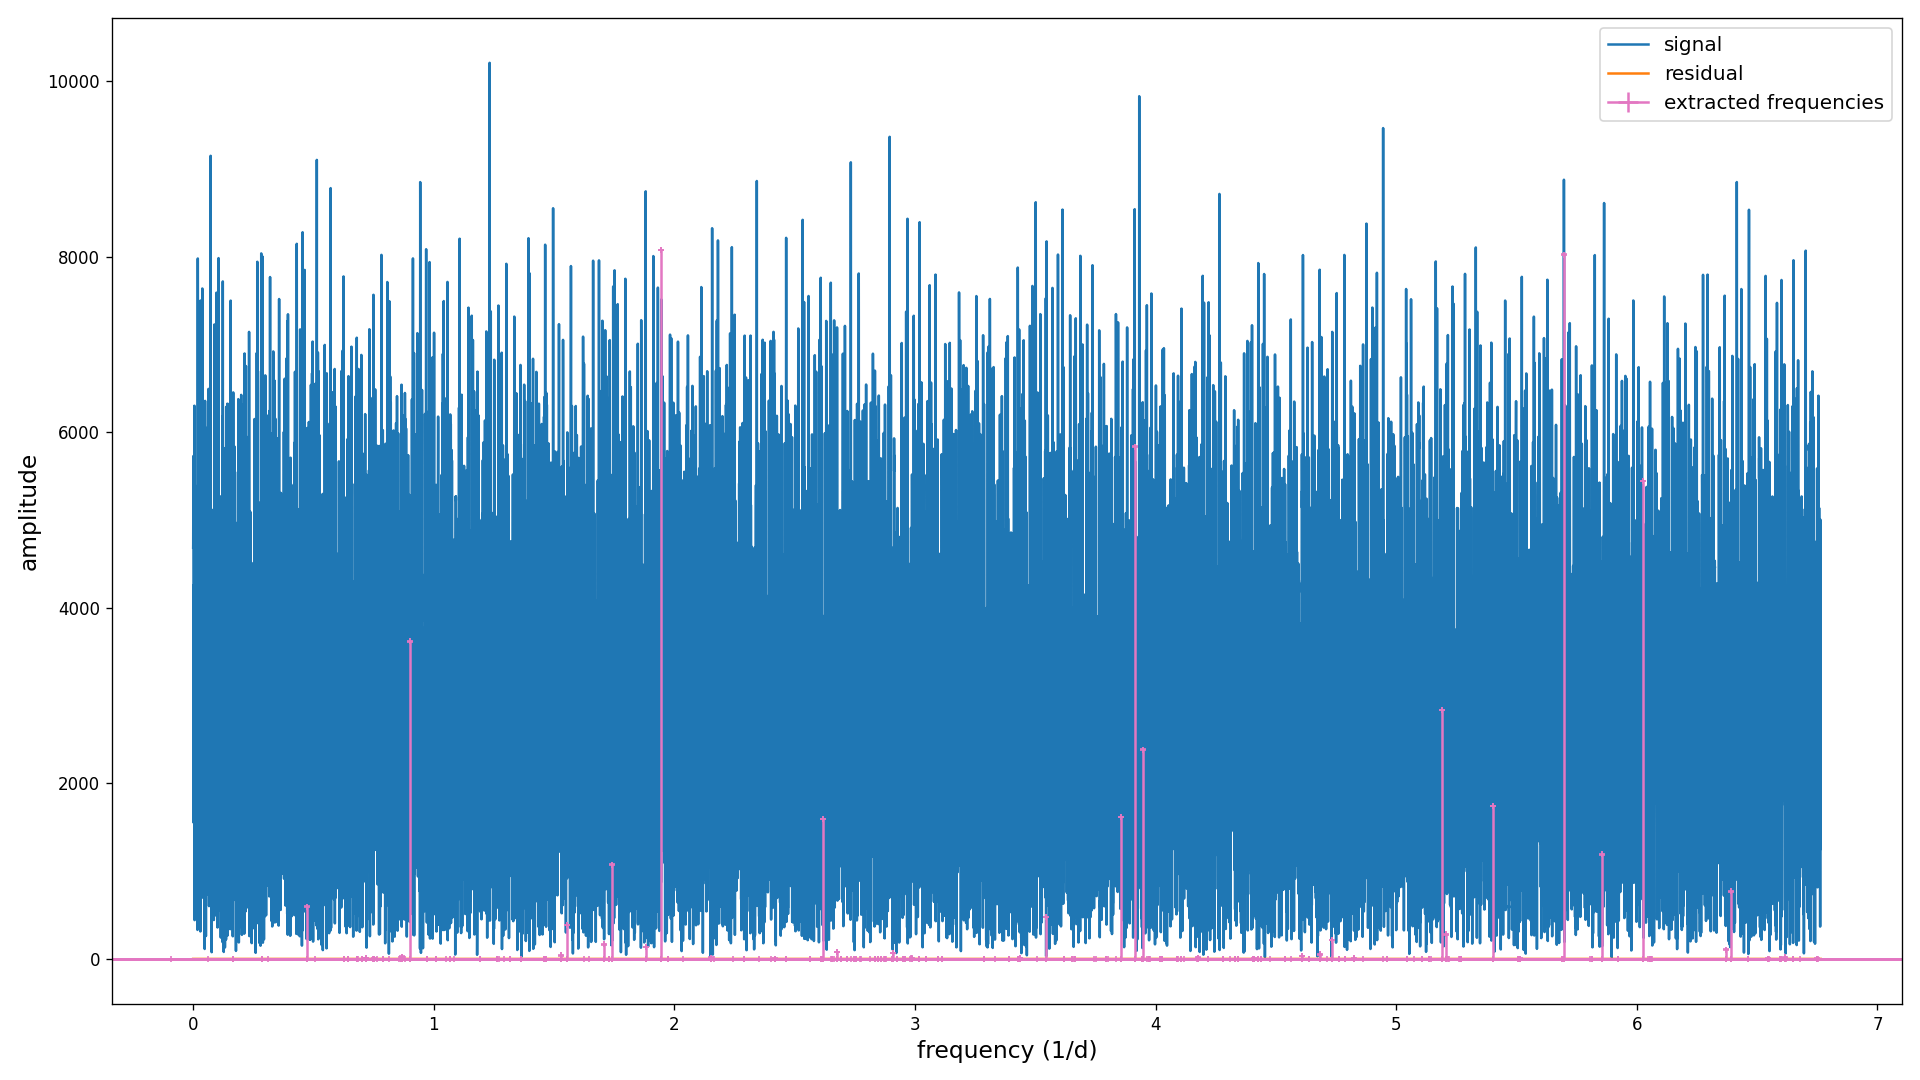 signal
residual
extracted frequencies
amplitude
10000
8000
6000
4000
2000
0
0 1 2 3 4 5 6 7
frequency (1/d)